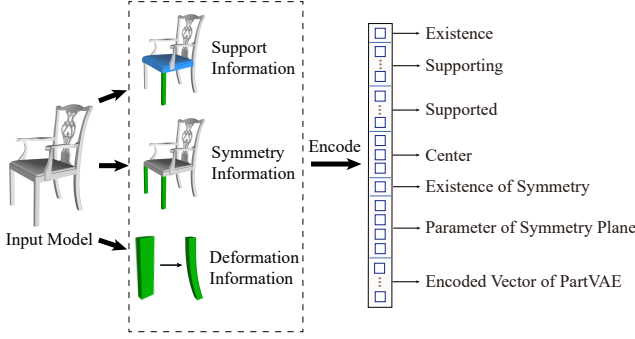 Input Model
Support
Information
Symmetry
Information
Deformation
Information
Encode
Existence
Supporting
Supported
Center
Existence of Symmetry
Parameter of Symmetry Plane
Encoded Vector of PartVAE